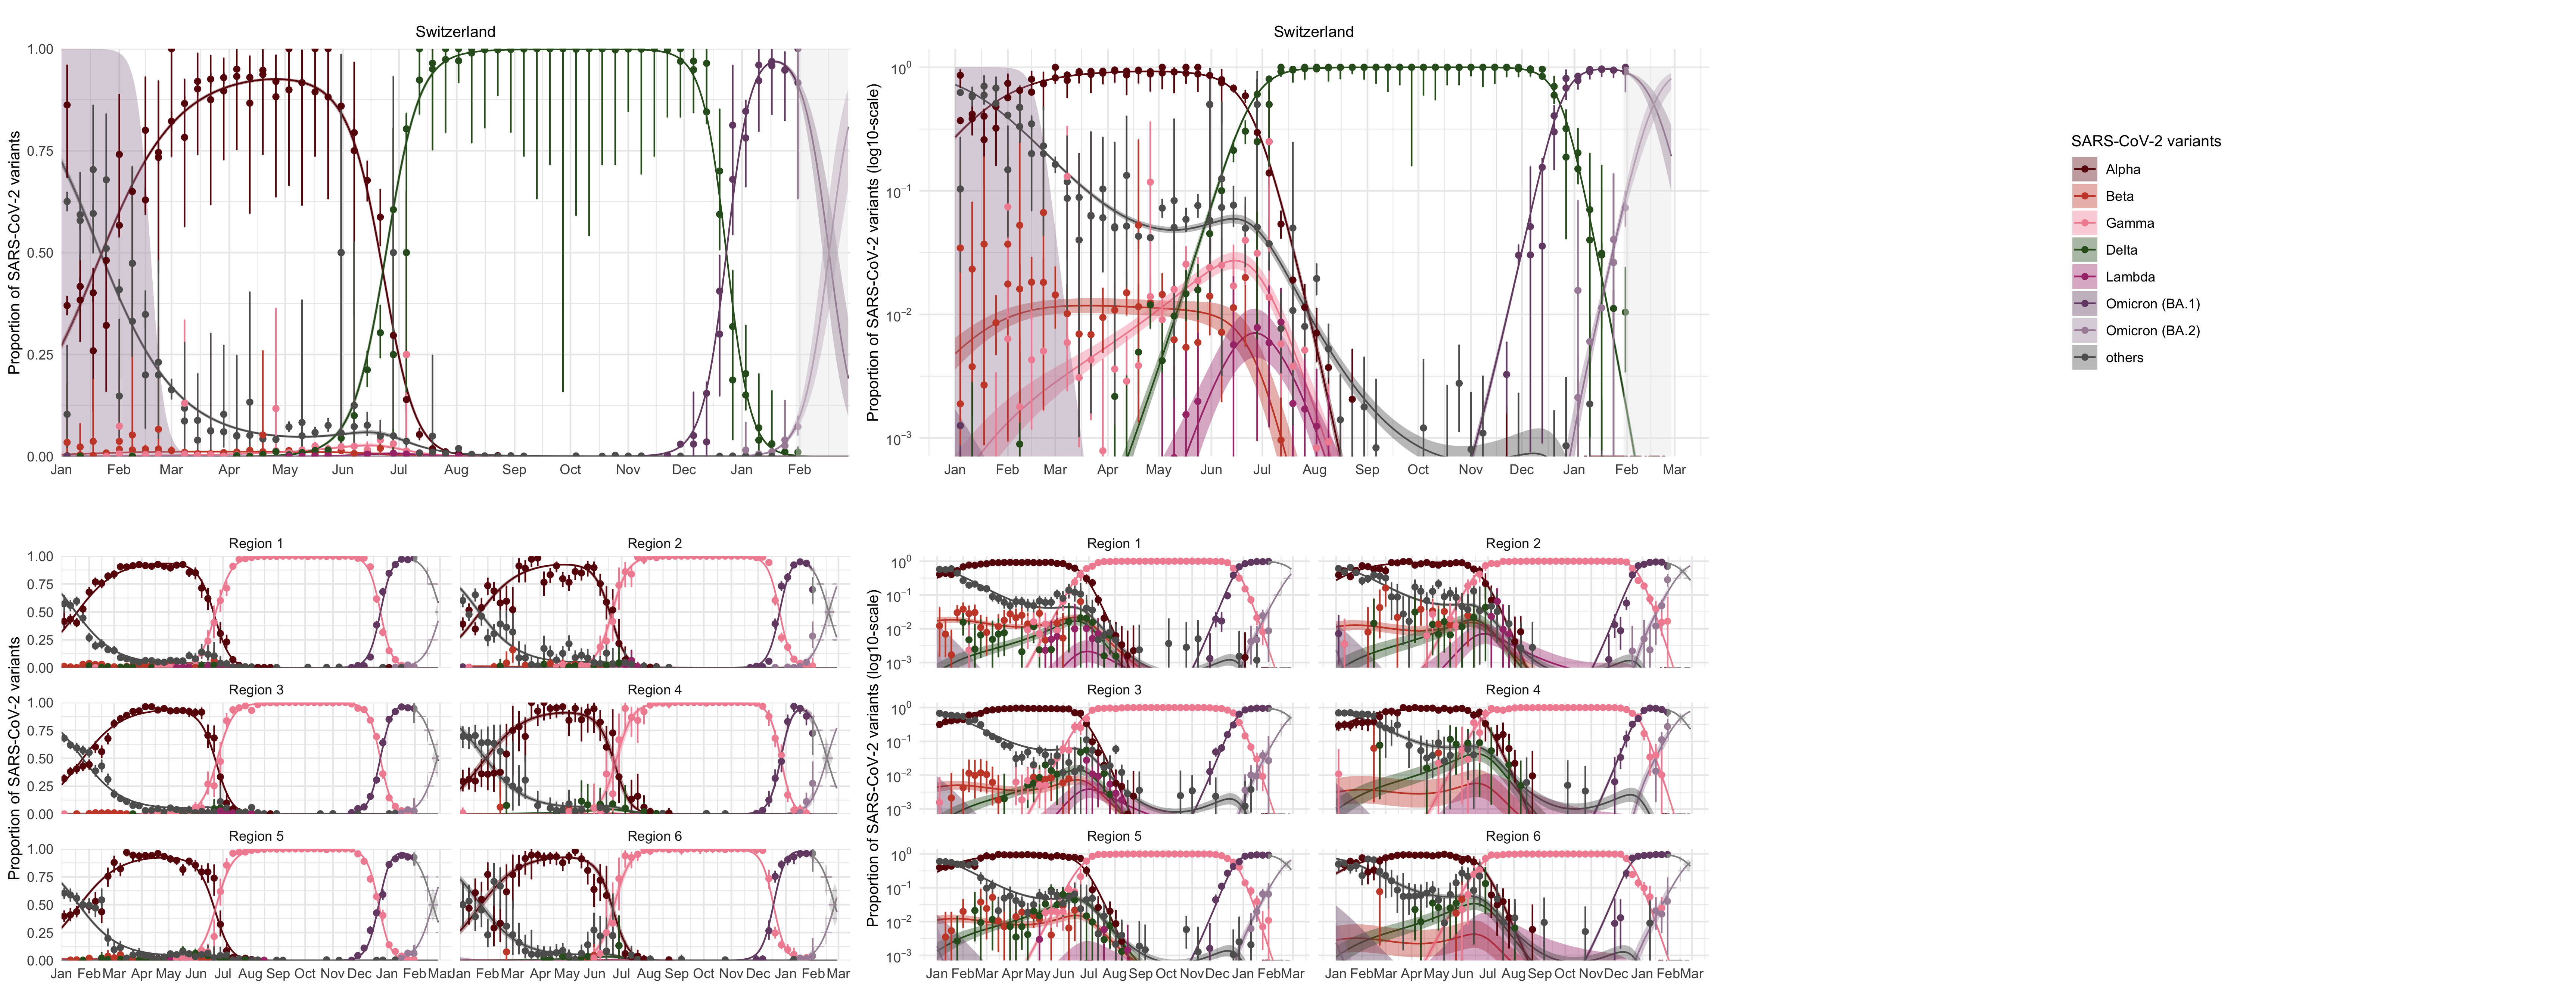 Switzerland
Proportion of SARS-CoV-2 variants
1.00
0.75
0.50
0.25
0.00
Jan Feb Mar Apr May Jun Jul Aug Sep Oct Nov Dec Jan Feb
Switzerland
Proportion of SARS-CoV-2 variants (log10-scale)
10^0
10^-1
10^-2
10^-3
Jan Feb Mar Apr May Jun Jul Aug Sep Oct Nov Dec Jan Feb Mar
SARS-CoV-2 variants
Alpha
Beta
Gamma
Delta
Lambda
Omicron (BA.1)
Omicron (BA.2)
others
Proportion of SARS-CoV-2 variants
Region 1 Region 2
1.00
0.75
0.50
0.25
0.00
Region 3 Region 4
1.00
0.75
0.50
0.25
0.00
Region 5 Region 6
1.00
0.75
0.50
0.25
0.00
Jan Feb Mar Apr May Jun Jul Aug Sep Oct Nov Dec Jan Feb Mar Jan Feb Mar Apr May Jun Jul Aug Sep Oct Nov Dec Jan Feb Mar
Proportion of SARS-CoV-2 variants (log10-scale)
Region 1 Region 2
10^0
10^-1
10^-2
10^-3
Region 3 Region 4
10^0
10^-1
10^-2
10^-3
Region 5 Region 6
10^0
10^-1
10^-2
10^-3
Jan Feb Mar Apr May Jun Jul Aug Sep Oct Nov Dec Jan Feb Mar Jan Feb Mar Apr May Jun Jul Aug Sep Oct Nov Dec Jan Feb Mar